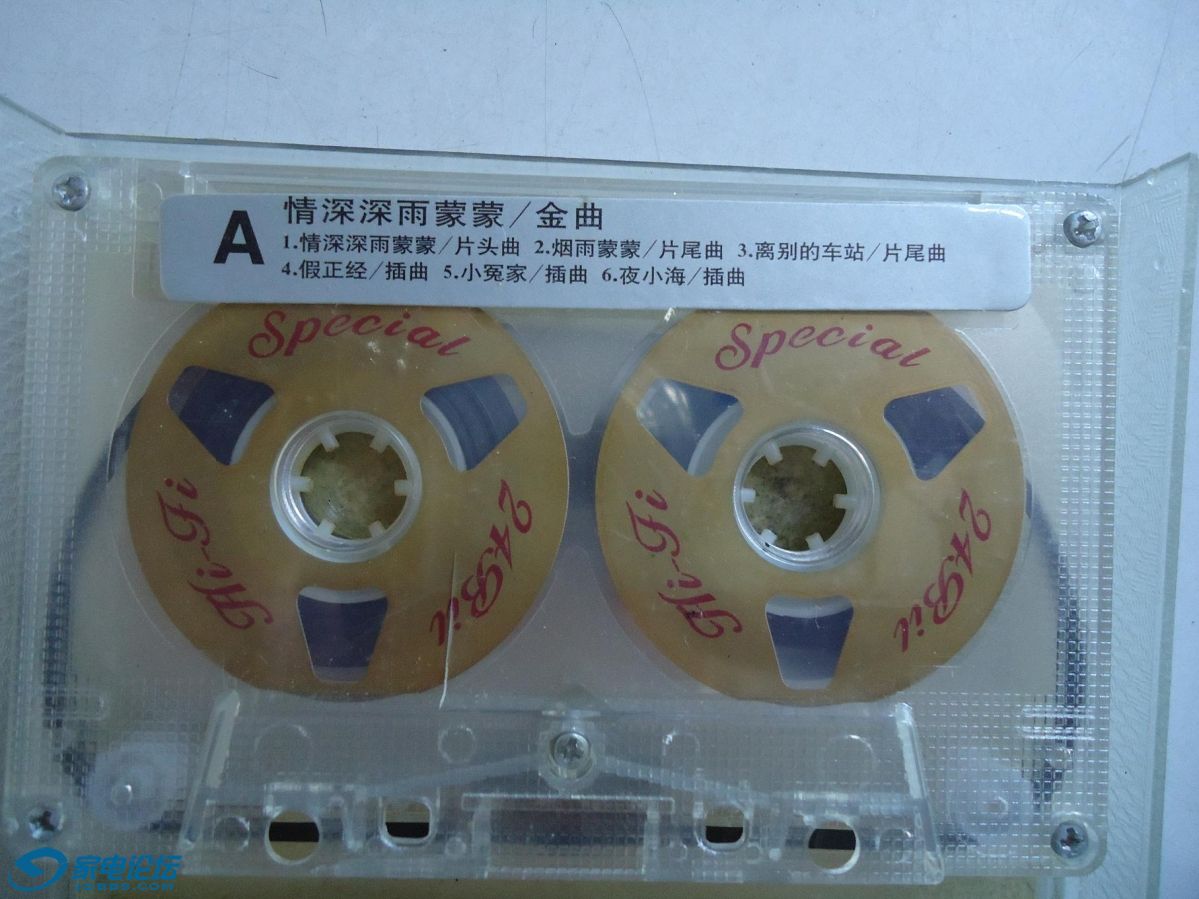 A
情深深雨蒙蒙/金曲
1.情深深雨蒙蒙/片头曲 2.烟雨蒙蒙/片尾曲 3.离别的车站/片尾曲
4.假正经/插曲 5.小冤家/插曲 6.夜小海/插曲
Special
Hi-Fi
24Bit
Special
Hi-Fi
24Bit
家电论坛